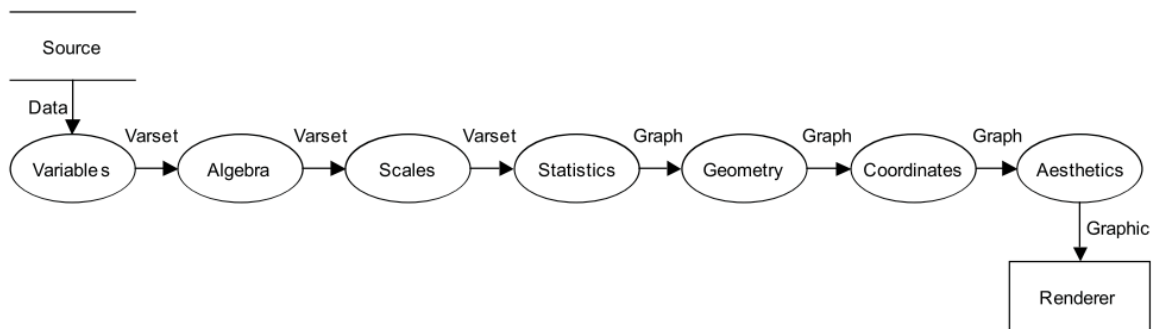 Source
Data
Varset
Varset
Varset
Graph
Graph
Graph
Variables
Algebra
Scales
Statistics
Geometry
Coordinates
Aesthetics
Graphic
Renderer